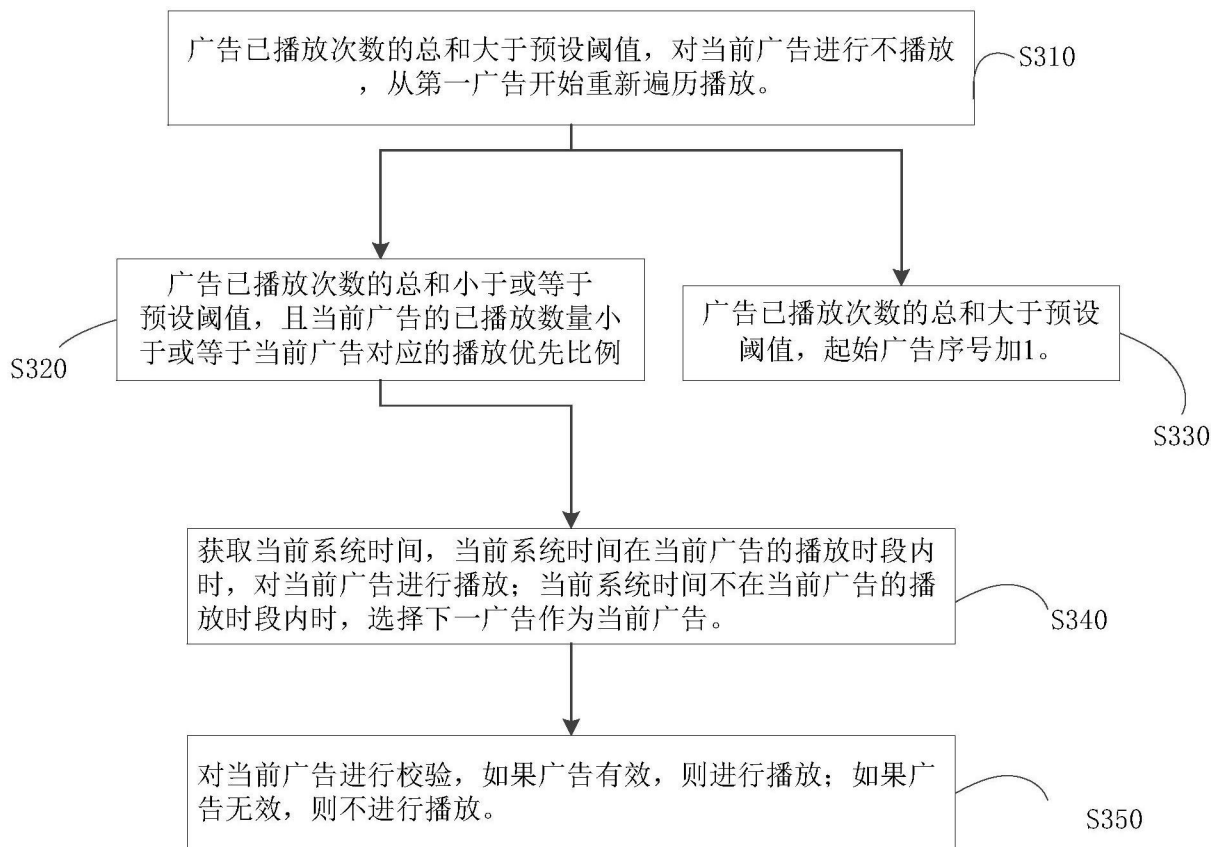 广告已播放次数的总和大于预设阈值，对当前广告进行不播放
，从第一广告开始重新遍历播放。
S310
广告已播放次数的总和小于或等于
预设阈值，且当前广告的已播放数量小
于或等于当前广告对应的播放优先比例
S320
广告已播放次数的总和大于预设
阈值，起始广告序号加1。
S330
获取当前系统时间，当前系统时间在当前广告的播放时段内
时，对当前广告进行播放；当前系统时间不在当前广告的播
放时段内时，选择下一广告作为当前广告。
S340
对当前广告进行校验，如果广告有效，则进行播放；如果广
告无效，则不进行播放。
S350